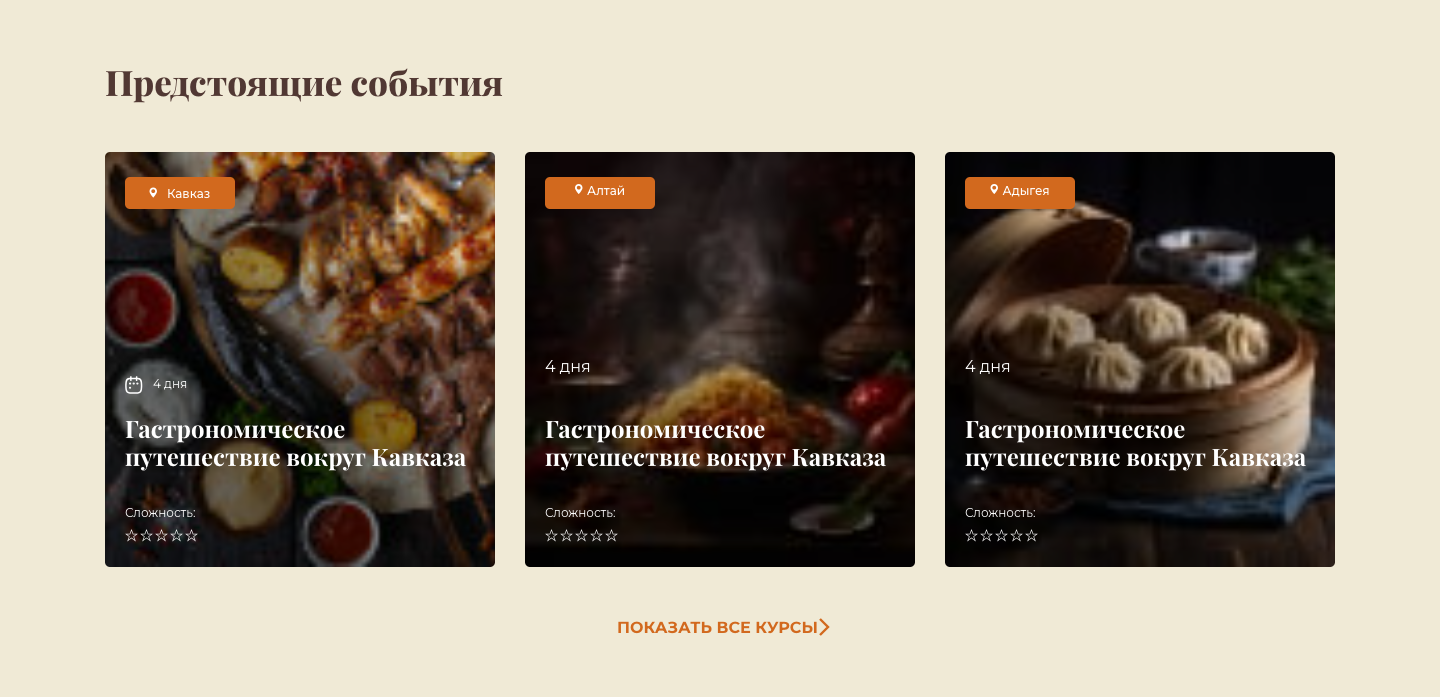 Предстоящие события
Кавказ
4 дня
Гастрономическое
путешествие вокруг Кавказа
Сложность:
Алтай
4 дня
Гастрономическое
путешествие вокруг Кавказа
Сложность:
Адыгея
4 дня
Гастрономическое
путешествие вокруг Кавказа
Сложность:
ПОКАЗАТЬ ВСЕ КУРСЫ